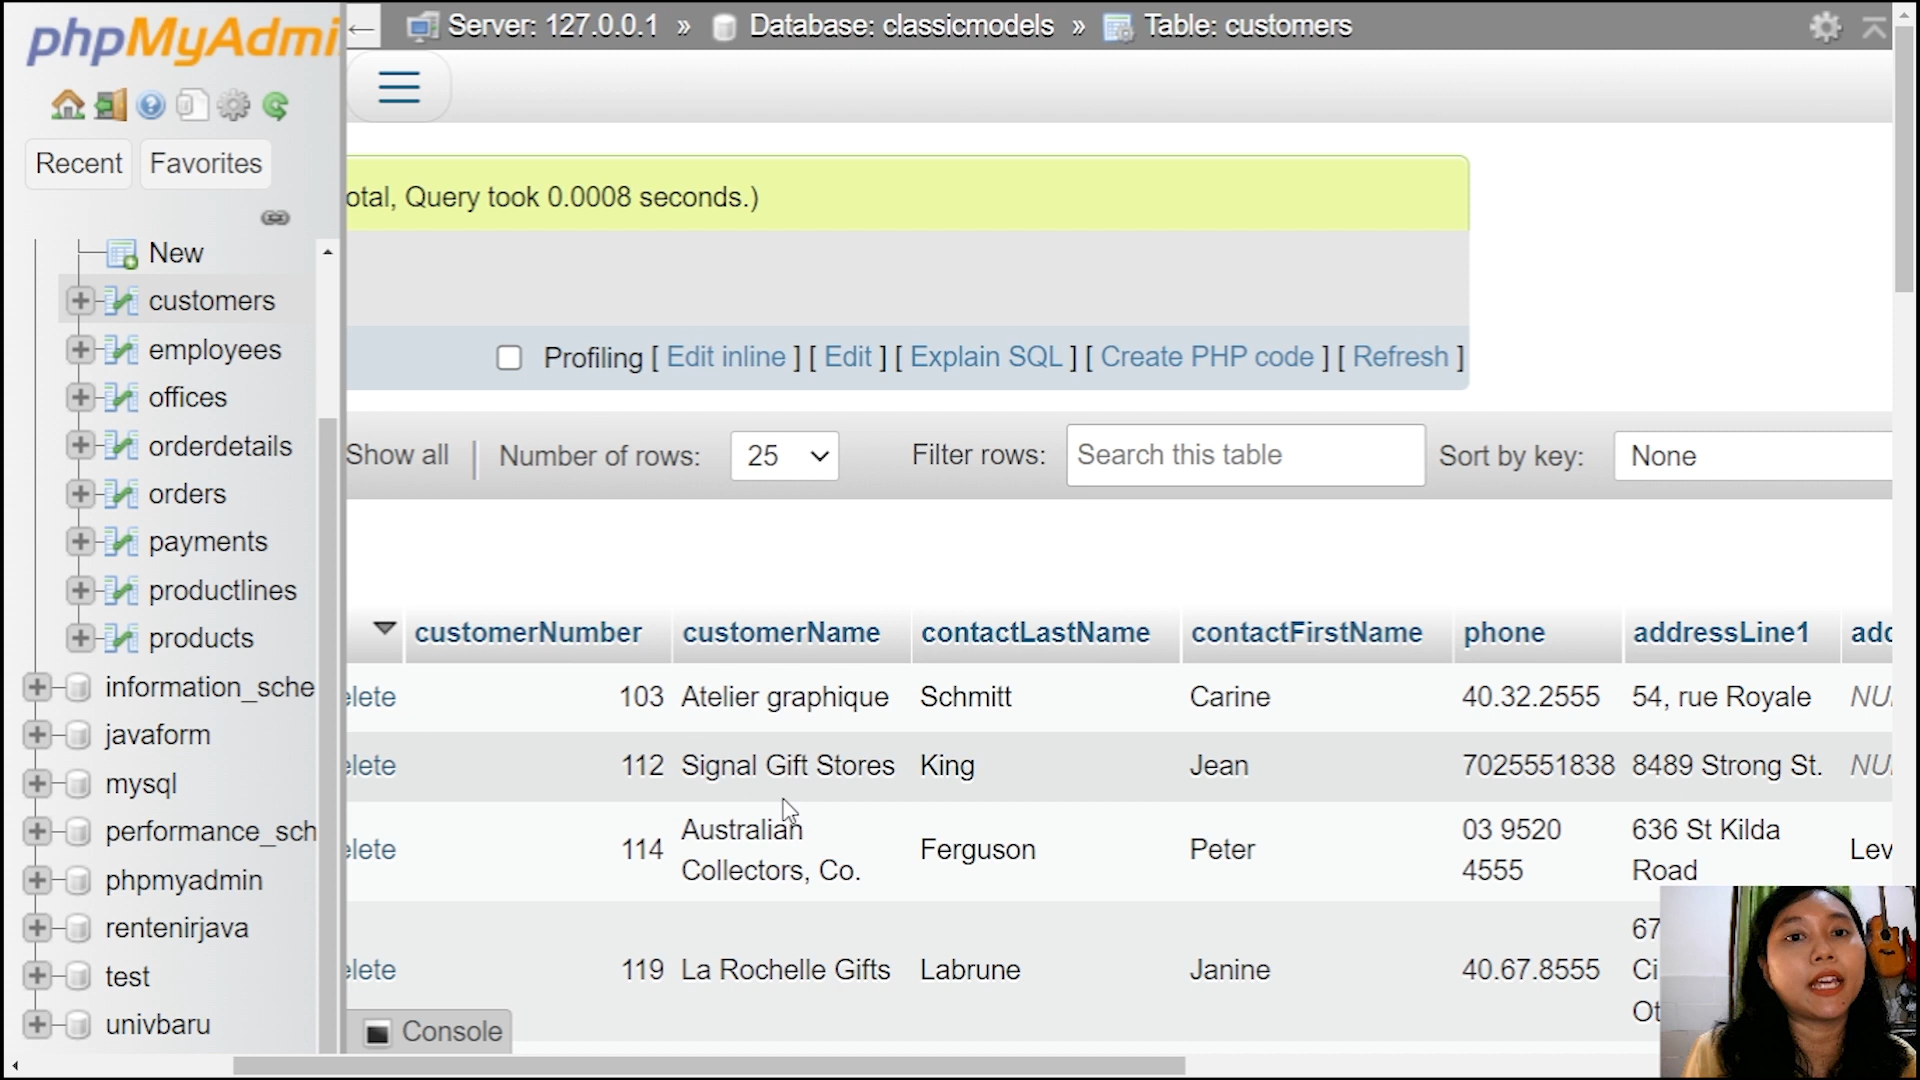 phpMyAdmi
Server: 127.0.0.1 » Database: classicmodels » Table: customers
Recent Favorites
New
customers
employees
offices
orderdetails
orders
payments
productlines
products
information_sche
javaform
mysql
performance_sch
phpmyadmin
rentenirjava
test
univbaru
otal, Query took 0.0008 seconds.)
Profiling [ Edit inline ] [ Edit ] [ Explain SQL ] [ Create PHP code ] [ Refresh ]
Show all | Number of rows: 25 Filter rows: Search this table Sort by key: None
customerNumber customerName contactLastName contactFirstName phone addressLine1 add
elete 103 Atelier graphique Schmitt Carine 40.32.2555 54, rue Royale NU
elete 112 Signal Gift Stores King Jean 7025551838 8489 Strong St. NU
elete 114 Australian Collectors, Co. Ferguson Peter 03 9520 4555 636 St Kilda Road Lev
elete 119 La Rochelle Gifts Labrune Janine 40.67.8555 67
Ci
Ot
Console